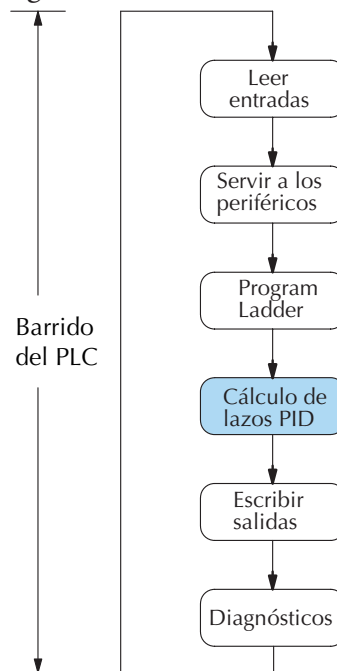 Leer
entradas
Servir a los
periféricos
Program
Ladder
Barrido
del PLC
Cálculo de
lazos PID
Escribir
salidas
Diagnósticos